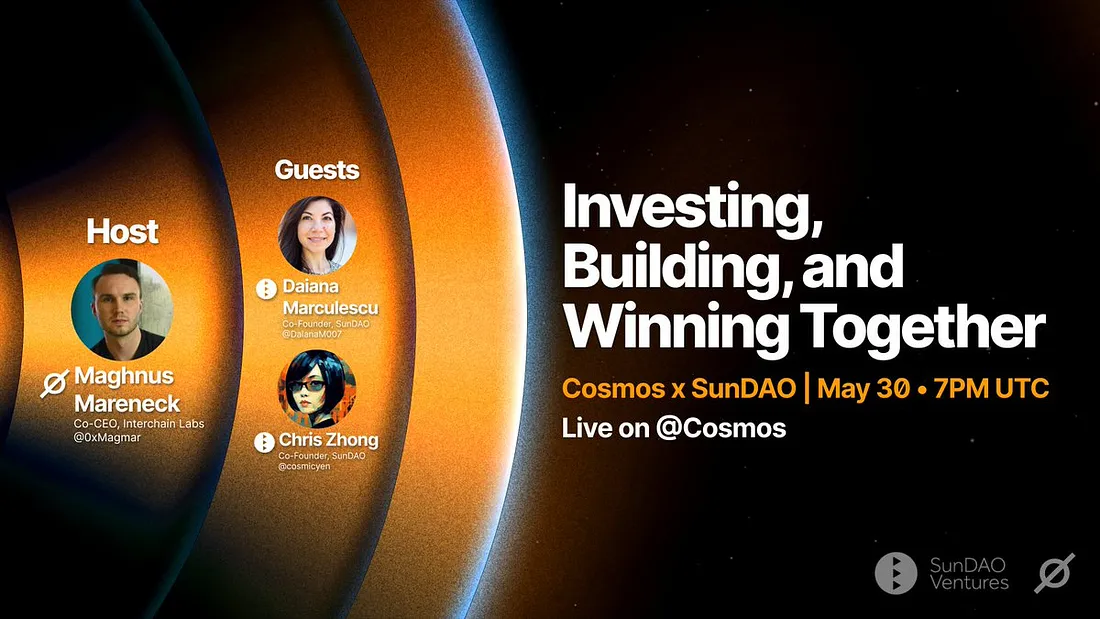 Host
Maghnus
Mareneck
Co-CEO, Interchain Labs
@0xMagmar
Guests
Daiana
Marculescu
Co-Founder, SunDAO
@DaianaM007
Chris Zhong
Co-Founder, SunDAO
@cosmicyen
Investing,
Building, and
Winning Together
Cosmos x SunDAO | May 30 • 7PM UTC
Live on @Cosmos
SunDAO
Ventures